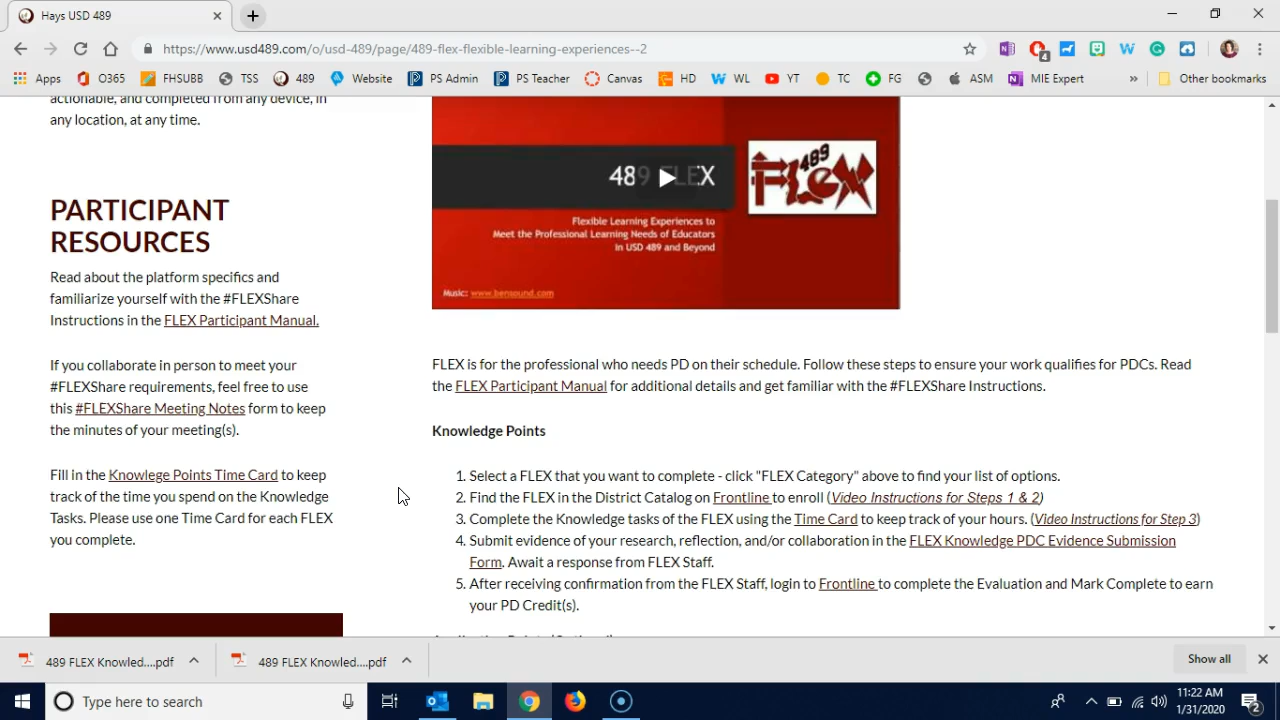 Hays USD 489
https://www.usd489.com/o/usd-489/page/489-flex-flexible-learning-experiences--2
4
Apps O365 FHSUBB TSS 489 Website PS Admin PS Teacher Canvas HD WL YT TC FG ASM MIE Expert » Other bookmarks
actionable, and completed from any device, in
any location, at any time.
PARTICIPANT
RESOURCES
Read about the platform specifics and
familiarize yourself with the #FLEXShare
Instructions in the FLEX Participant Manual.
If you collaborate in person to meet your
#FLEXShare requirements, feel free to use
this #FLEXShare Meeting Notes form to keep
the minutes of your meeting(s).
Fill in the Knowlege Points Time Card to keep
track of the time you spend on the Knowledge
Tasks. Please use one Time Card for each FLEX
you complete.
489 FLEX
489 FLex
Flexible Learning Experiences to
Meet the Professional Learning Needs of Educators
in USD 489 and Beyond
Music: www.bensound.com
FLEX is for the professional who needs PD on their schedule. Follow these steps to ensure your work qualifies for PDCs. Read
the FLEX Participant Manual for additional details and get familiar with the #FLEXShare Instructions.
Knowledge Points
1. Select a FLEX that you want to complete - click "FLEX Category" above to find your list of options.
2. Find the FLEX in the District Catalog on Frontline to enroll (Video Instructions for Steps 1 & 2)
3. Complete the Knowledge tasks of the FLEX using the Time Card to keep track of your hours. (Video Instructions for Step 3)
4. Submit evidence of your research, reflection, and/or collaboration in the FLEX Knowledge PDC Evidence Submission
Form. Await a response from FLEX Staff.
5. After receiving confirmation from the FLEX Staff, login to Frontline to complete the Evaluation and Mark Complete to earn
your PD Credit(s).
489 FLEX Knowled....pdf
489 FLEX Knowled....pdf
Show all
Type here to search
11:22 AM
1/31/2020
2